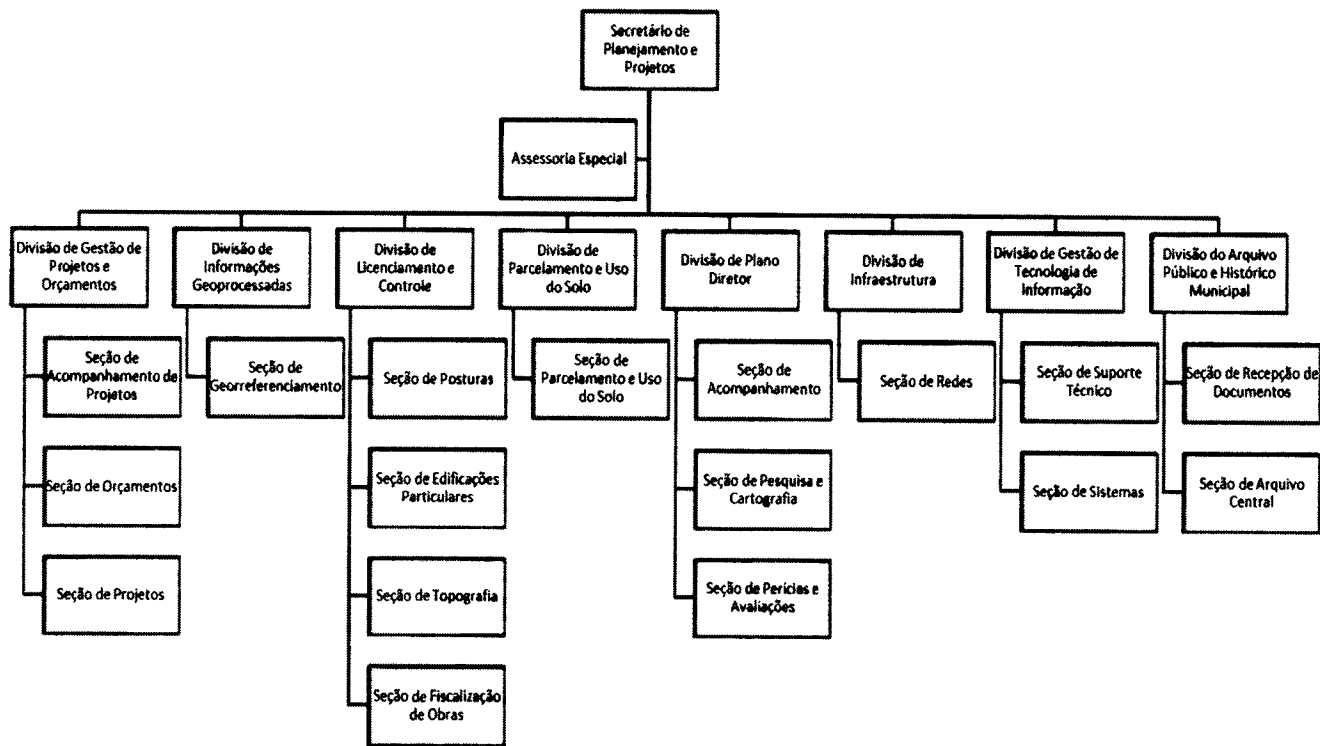 Secretário de
Planejamento e
Projetos
Assessoria Especial
Divisão de Gestão de
Projetos e
Orçamentos
Divisão de
Informações
Geoprocessadas
Divisão de
Licenciamento e
Controle
Divisão de
Parcelamento e Uso
do Solo
Divisão de Plano
Diretor
Divisão de
Infraestrutura
Divisão de Gestão de
Tecnologia de
Informação
Divisão do Arquivo
Público e Histórico
Municipal
Seção de
Acompanhamento de
Projetos
Seção de
Georreferenciamento
Seção de Posturas
Seção de
Parcelamento e Uso
do Solo
Seção de
Acompanhamento
Seção de Redes
Seção de Suporte
Técnico
Seção de Recepção de
Documentos
Seção de Orçamentos
Seção de Edificações
Particulares
Seção de Pesquisa e
Cartografia
Seção de Sistemas
Seção de Arquivo
Central
Seção de Projetos
Seção de Topografia
Seção de Perícias e
Avaliações
Seção de Fiscalização
de Obras